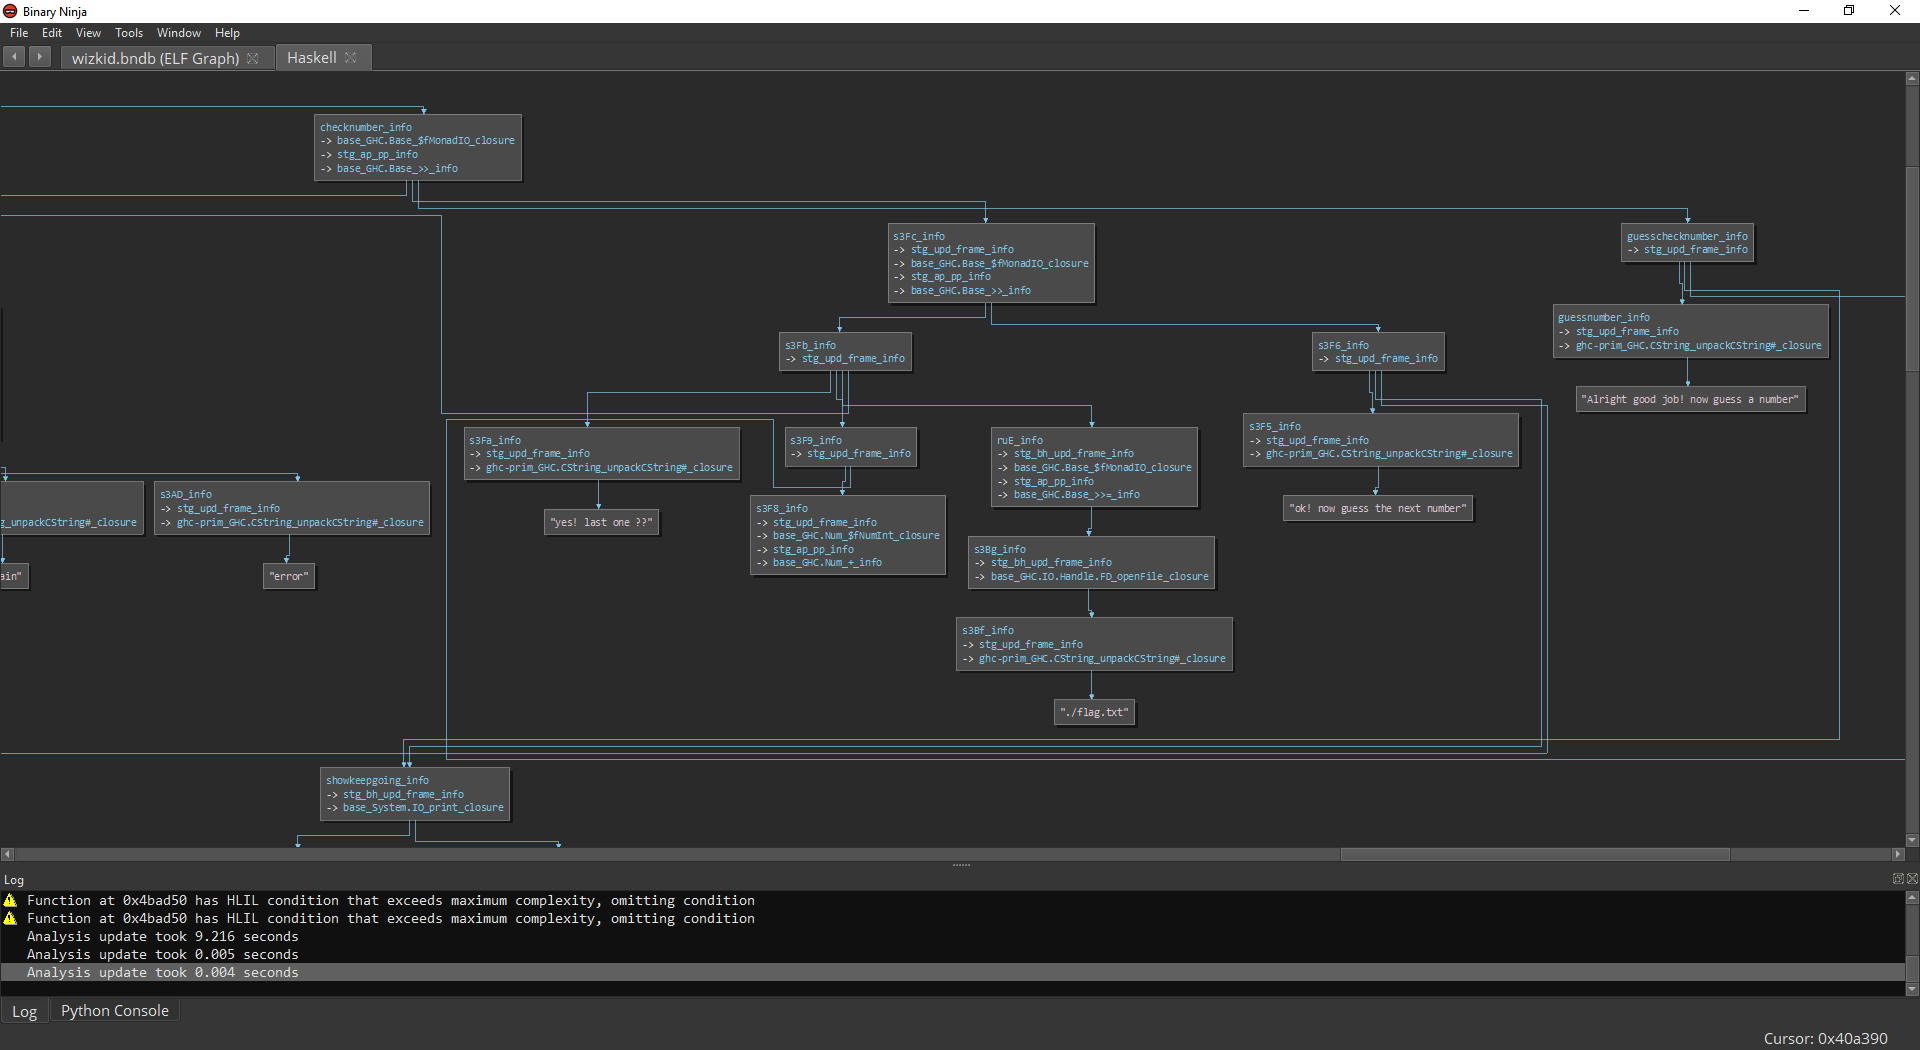 Binary Ninja
File Edit View Tools Window Help
wizkid.bndb (ELF Graph) Haskell
checknumber_info
-> base_GHC.Base_$fMonadIO_closure
-> stg_ap_pp_info
-> base_GHC.Base_>>_info
s3Fc_info
-> stg_upd_frame_info
-> base_GHC.Base_$fMonadIO_closure
-> stg_ap_pp_info
-> base_GHC.Base_>>_info
guesschecknumber_info
-> stg_upd_frame_info
guessnumber_info
-> stg_upd_frame_info
-> ghc-prim_GHC.CString_unpackCString#_closure
s3Fb_info
-> stg_upd_frame_info
s3F6_info
-> stg_upd_frame_info
"Alright good job! now guess a number"
s3Fa_info
-> stg_upd_frame_info
-> ghc-prim_GHC.CString_unpackCString#_closure
s3F9_info
-> stg_upd_frame_info
ruE_info
-> stg_bh_upd_frame_info
-> base_GHC.Base_$fMonadIO_closure
-> stg_ap_pp_info
-> base_GHC.Base_>>=_info
s3F5_info
-> stg_upd_frame_info
-> ghc-prim_GHC.CString_unpackCString#_closure
g_unpackCString#_closure
s3AD_info
-> stg_upd_frame_info
-> ghc-prim_GHC.CString_unpackCString#_closure
"yes! last one ??"
s3F8_info
-> stg_upd_frame_info
-> base_GHC.Num_$fNumInt_closure
-> stg_ap_pp_info
-> base_GHC.Num_+_info
"ok! now guess the next number"
ain"
"error"
s3Bg_info
-> stg_bh_upd_frame_info
-> base_GHC.IO.Handle.FD_openFile_closure
s3Bf_info
-> stg_upd_frame_info
-> ghc-prim_GHC.CString_unpackCString#_closure
"./flag.txt"
showkeepgoing_info
-> stg_bh_upd_frame_info
-> base_System.IO_print_closure
Log
Function at 0x4bad50 has HLIL condition that exceeds maximum complexity, omitting condition
Function at 0x4bad50 has HLIL condition that exceeds maximum complexity, omitting condition
Analysis update took 9.216 seconds
Analysis update took 0.005 seconds
Analysis update took 0.004 seconds
Log Python Console
Cursor: 0x40a390